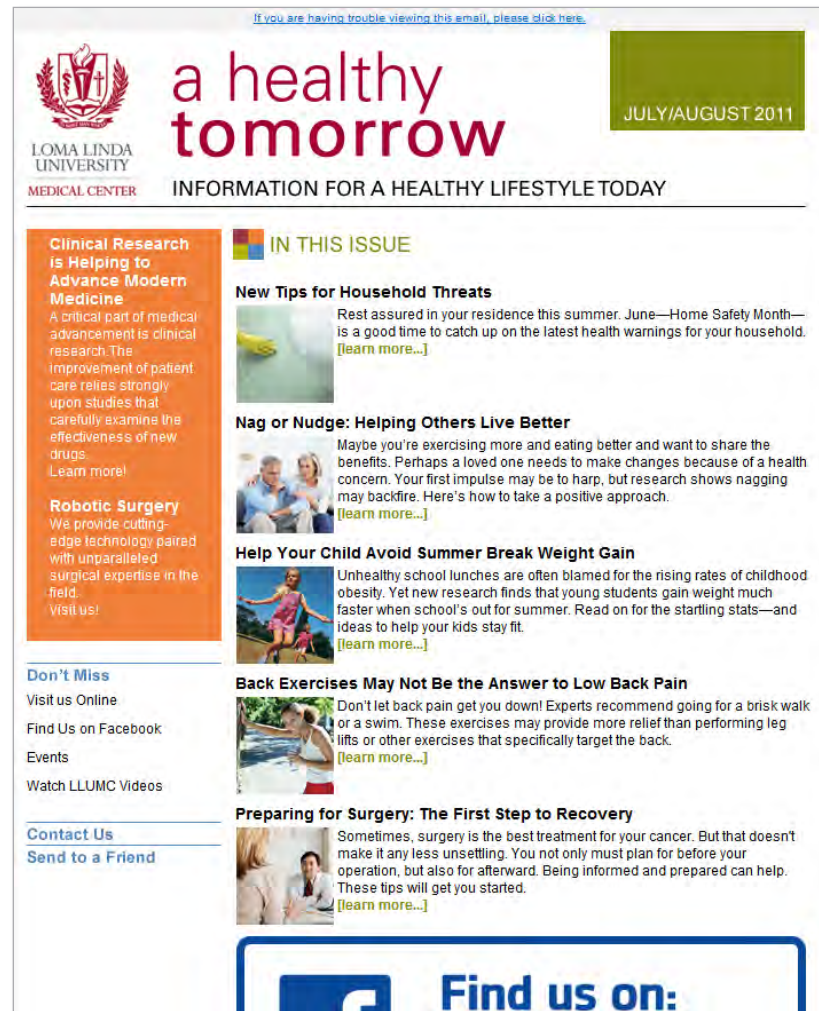 If you are having trouble viewing this email, please click here.
LOMA LINDA
UNIVERSITY
MEDICAL CENTER
a healthy
tomorrow
INFORMATION FOR A HEALTHY LIFESTYLE TODAY
JULY/AUGUST 2011
Clinical Research
is Helping to
Advance Modern
Medicine
A critical part of medical
advancement is clinical
research.The
improvement of patient
care relies strongly
upon studies that
carefully examine the
effectiveness of new
drugs.
Learn more!
Robotic Surgery
We provide cutting-
edge technology paired
with unparalleled
surgical expertise in the
field.
Visit us!
Don't Miss
Visit us Online
Find Us on Facebook
Events
Watch LLUMC Videos
Contact Us
Send to a Friend
IN THIS ISSUE
New Tips for Household Threats
Rest assured in your residence this summer. June—Home Safety Month—
is a good time to catch up on the latest health warnings for your household.
[learn more...]
Nag or Nudge: Helping Others Live Better
Maybe you're exercising more and eating better and want to share the
benefits. Perhaps a loved one needs to make changes because of a health
concern. Your first impulse may be to harp, but research shows nagging
may backfire. Here's how to take a positive approach.
[learn more...]
Help Your Child Avoid Summer Break Weight Gain
Unhealthy school lunches are often blamed for the rising rates of childhood
obesity. Yet new research finds that young students gain weight much
faster when school's out for summer. Read on for the startling stats—and
ideas to help your kids stay fit.
[learn more...]
Back Exercises May Not Be the Answer to Low Back Pain
Don't let back pain get you down! Experts recommend going for a brisk walk
or a swim. These exercises may provide more relief than performing leg
lifts or other exercises that specifically target the back.
[learn more...]
Preparing for Surgery: The First Step to Recovery
Sometimes, surgery is the best treatment for your cancer. But that doesn't
make it any less unsettling. You not only must plan for before your
operation, but also for afterward. Being informed and prepared can help.
These tips will get you started.
[learn more...]
Find us on: